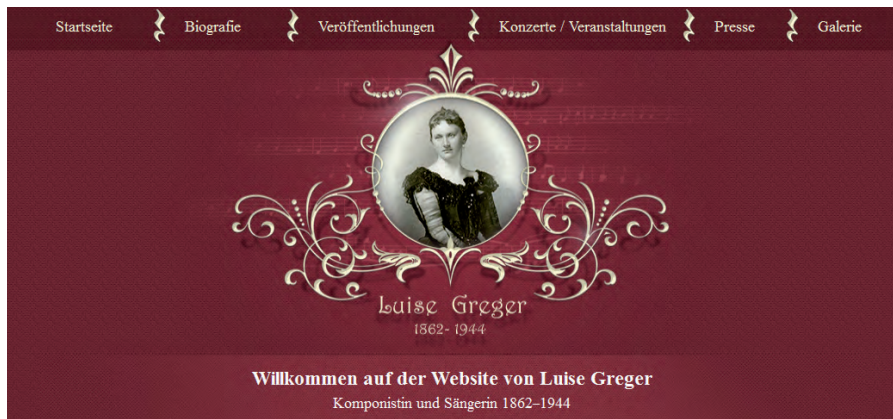 Startseite Biografie Veröffentlichungen Konzerte / Veranstaltungen Presse Galerie
Luise Greger
1862- 1944
Willkommen auf der Website von Luise Greger
Komponistin und Sängerin 1862–1944